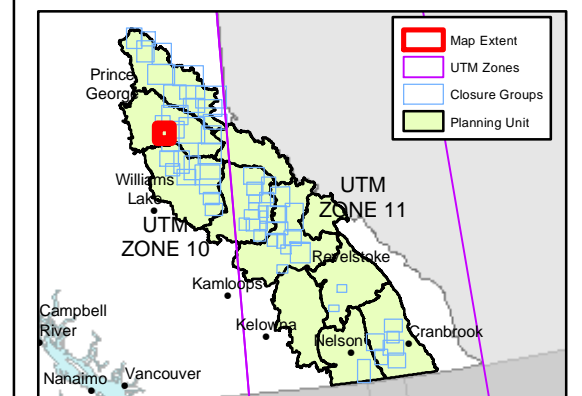 Map Extent
UTM Zones
Closure Groups
Planning Unit
Prince
George
Williams
Lake
UTM
ZONE 10
UTM
ZONE 11
Revelstoke
Kamloops
Campbell
River
Kelowna
Nelson
Cranbrook
Nanaimo
Vancouver